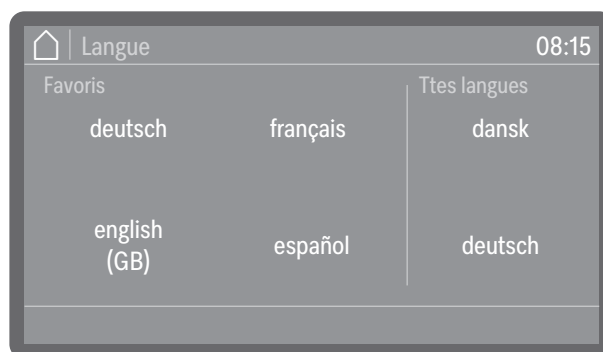 Langue
08:15
Favoris
Ttes langues
deutsch
français
dansk
english
(GB)
español
deutsch